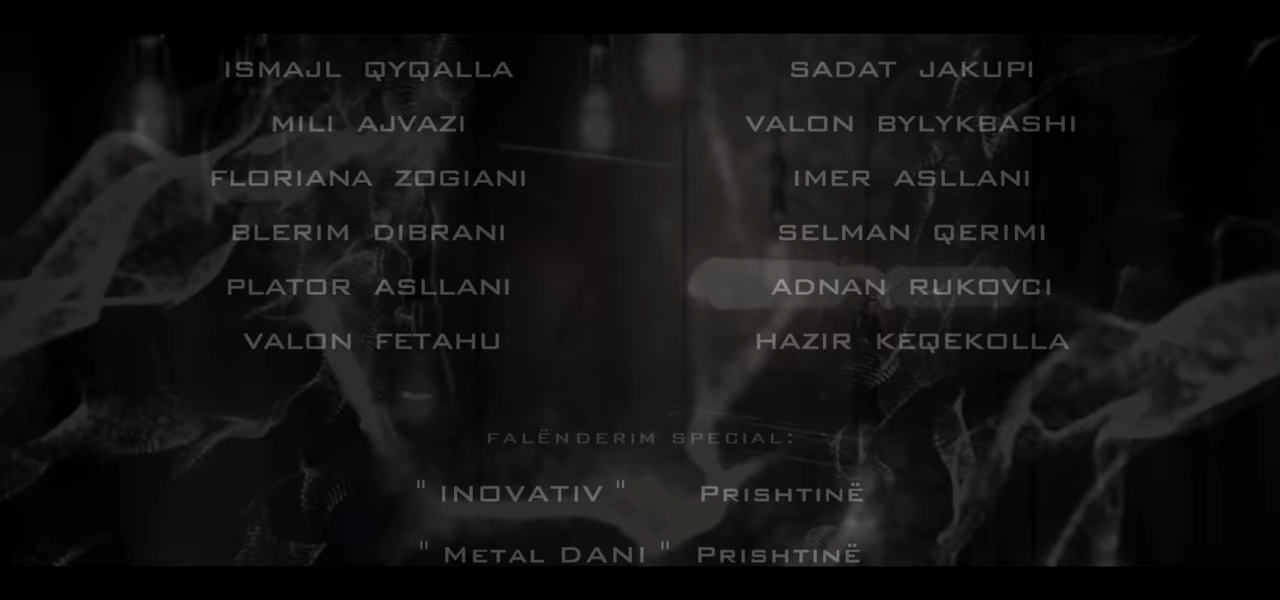 ISMAJL QYQALLA SADAT JAKUPI
MILI AJVAZI VALON BYLYKBASHI
FLORIANA ZOGIANI IMER ASLLANI
BLERIM DIBRANI SELMAN QERIMI
PLATOR ASLLANI ADNAN RUKOVCI
VALON FETAHU HAZIR KEQEKOLLA
FALËNDERIM SPECIAL:
" INOVATIV " PRISHTINË
" METAL DANI " PRISHTINË